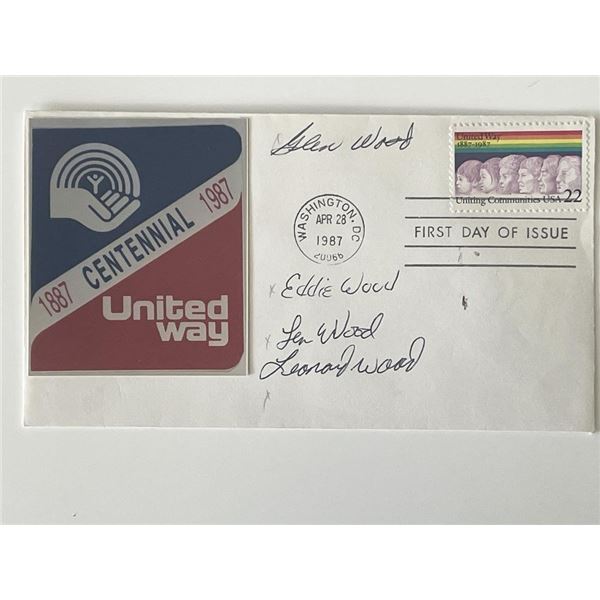 1887 CENTENNIAL 1987
United
way
Glen Wood
United Way
1887-1987
Uniting Communities USA 22
WASHINGTON, DC
APR 28
1987
20066
FIRST DAY OF ISSUE
x Eddie Wood
x Len Wood
Leonard Wood
x